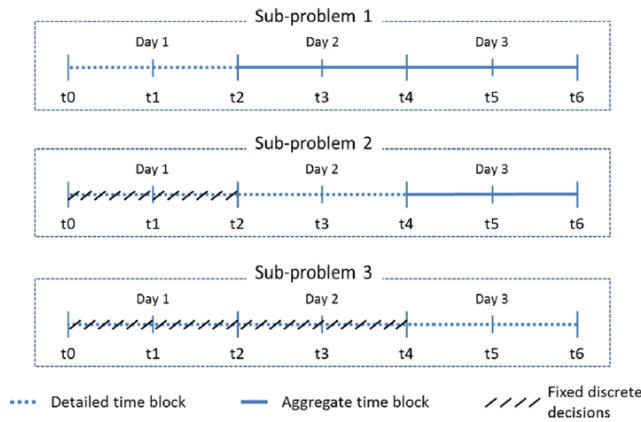 Sub-problem 1
Day 1 Day 2 Day 3
t0 t1 t2 t3 t4 t5 t6
Sub-problem 2
Day 1 Day 2 Day 3
t0 t1 t2 t3 t4 t5 t6
Sub-problem 3
Day 1 Day 2 Day 3
t0 t1 t2 t3 t4 t5 t6
Detailed time block Aggregate time block Fixed discrete
decisions